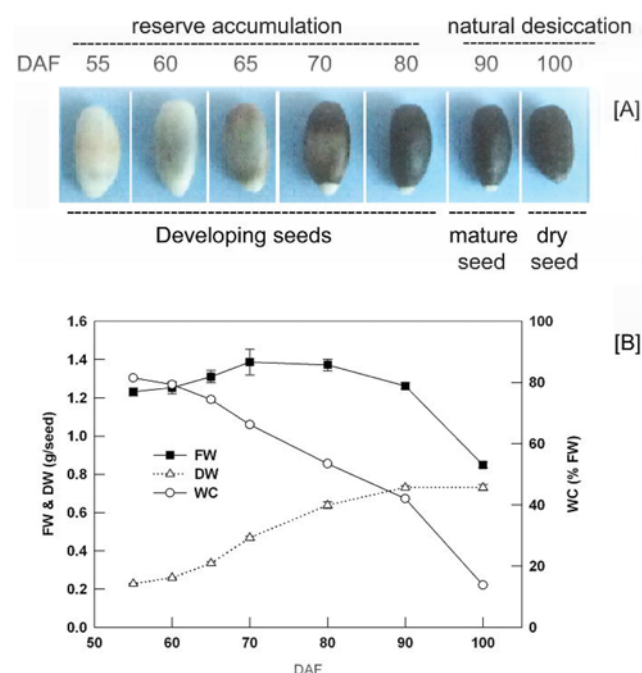 reserve accumulation natural desiccation
DAF 55 60 65 70 80 90 100
[A]
Developing seeds mature seed dry seed
[B]
1.6 100
1.4
80
1.2
1.0
60
0.8
40
0.6
0.4
20
0.2
0.0 0
FW & DW (g/seed)
WC (% FW)
FW
DW
WC
50 60 70 80 90 100
DAF